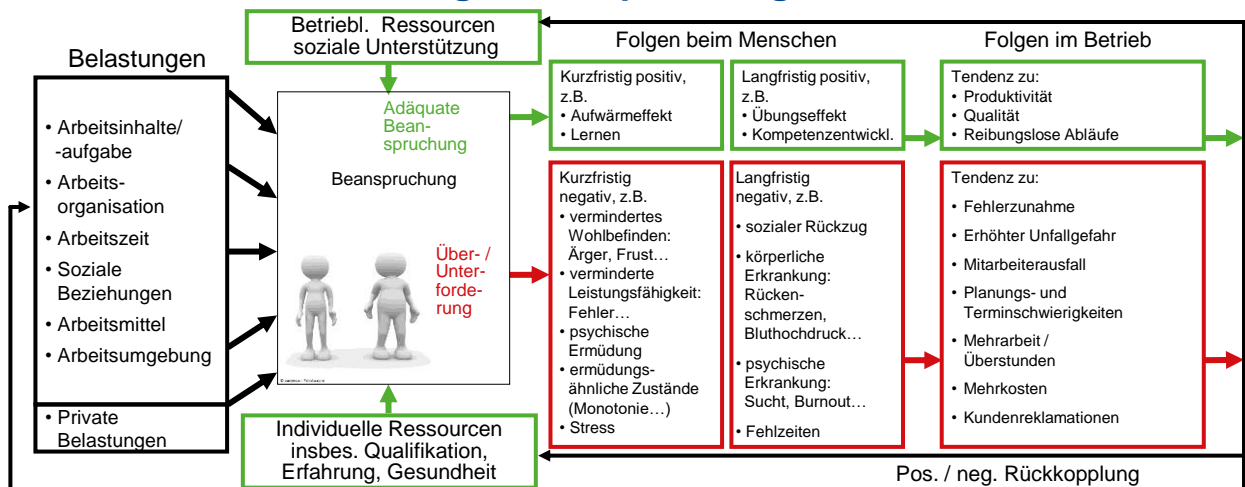 Betriebl. Ressourcen
soziale Unterstützung
Belastungen
• Arbeitsinhalte/
-aufgabe
• Arbeits-
organisation
• Arbeitszeit
• Soziale
Beziehungen
• Arbeitsmittel
• Arbeitsumgebung
• Private
Belastungen
Adäquate
Bean-
spruchung
Beanspruchung
Über- /
Unter-
forde-
rung
Individuelle Ressourcen
insbes. Qualifikation,
Erfahrung, Gesundheit
Folgen beim Menschen
Kurzfristig positiv,
z.B.
• Aufwärmeffekt
• Lernen
Langfristig positiv,
z.B.
• Übungseffekt
• Kompetenzentwickl.
Kurzfristig
negativ, z.B.
• vermindertes
Wohlbefinden:
Ärger, Frust…
• verminderte
Leistungsfähigkeit:
Fehler…
• psychische
Ermüdung
• ermüdungs-
ähnliche Zustände
(Monotonie…)
• Stress
Langfristig
negativ, z.B.
• sozialer Rückzug
• körperliche
Erkrankung:
Rücken-
schmerzen,
Bluthochdruck…
• psychische
Erkrankung:
Sucht, Burnout…
• Fehlzeiten
Folgen im Betrieb
Tendenz zu:
• Produktivität
• Qualität
• Reibungslose Abläufe
Tendenz zu:
• Fehlerzunahme
• Erhöhter Unfallgefahr
• Mitarbeiterausfall
• Planungs- und
Terminschwierigkeiten
• Mehrarbeit /
Überstunden
• Mehrkosten
• Kundenreklamationen
Pos. / neg. Rückkopplung